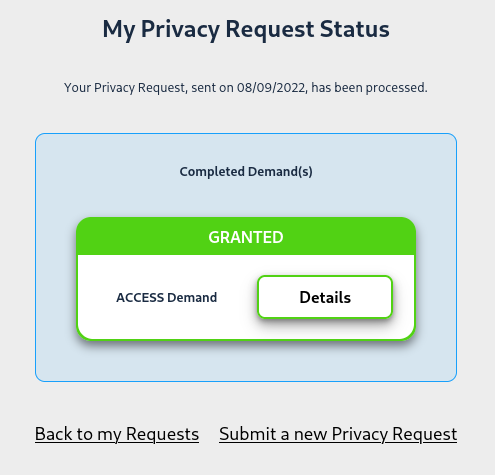 My Privacy Request Status
Your Privacy Request, sent on 08/09/2022, has been processed.
Completed Demand(s)
GRANTED
ACCESS Demand
Details
Back to my Requests
Submit a new Privacy Request